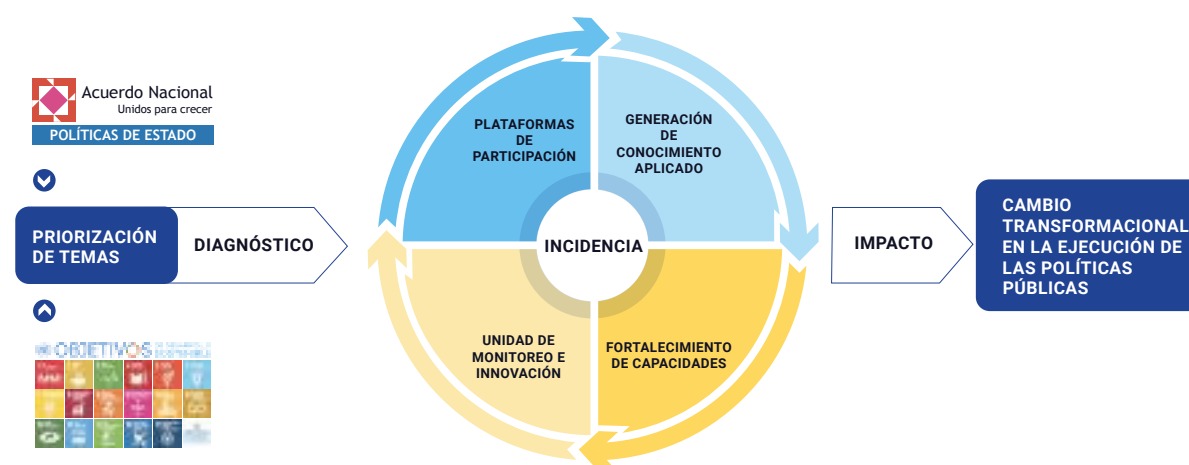 Acuerdo Nacional
Unidos para crecer
POLÍTICAS DE ESTADO
PRIORIZACIÓN
DE TEMAS
DIAGNÓSTICO
OBJETIVOS
PLATAFORMAS
DE
PARTICIPACIÓN
GENERACIÓN
DE
CONOCIMIENTO
APLICADO
INCIDENCIA
UNIDAD DE
MONITOREO E
INNOVACIÓN
FORTALECIMIENTO
DE CAPACIDADES
IMPACTO
CAMBIO
TRANSFORMACIONAL
EN LA EJECUCIÓN DE
LAS POLÍTICAS
PÚBLICAS